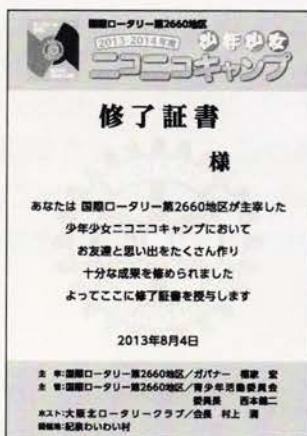 国際ロータリー第2660地区
2013-2014年度 少年少女
ニコニコキャンプ
修了証書
様
あなたは 国際ロータリー第2660地区が主宰した
少年少女ニコニコキャンプにおいて
お友達と思い出をたくさん作り
十分な成果を修められました
よってここに修了証書を授与します
2013年8月4日
主 宰:国際ロータリー第2660地区/ガバナー 福家 宏
主 管:国際ロータリー第2660地区/青少年活動委員会
委員長 西本
ホスト:大阪北ロータリークラブ/会長 村上
開催地:紀泉わいわい村